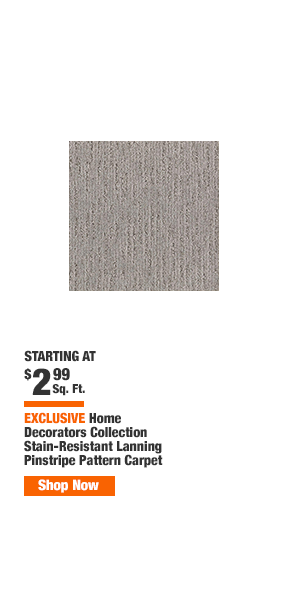 STARTING AT
$2.99 Sq. Ft.
EXCLUSIVE Home
Decorators Collection
Stain-Resistant Lanning
Pinstripe Pattern Carpet
Shop Now